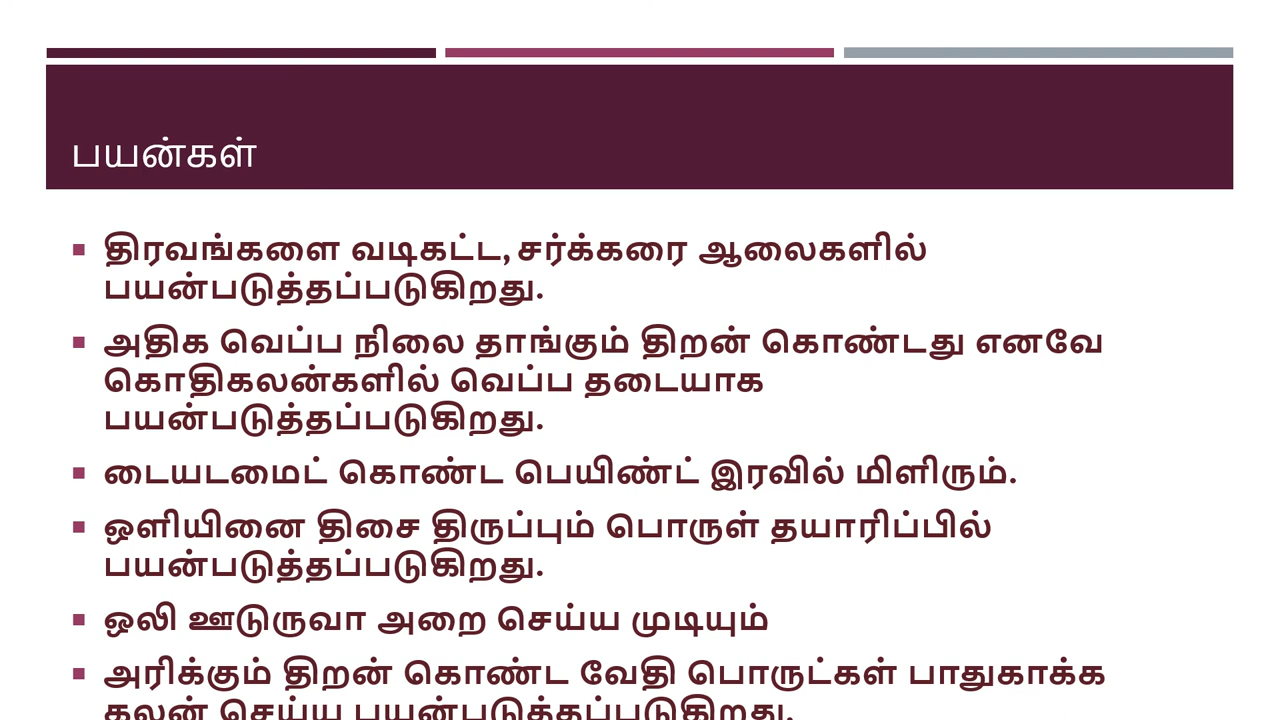 பயன்கள்
திரவங்களை வடிகட்ட, சர்க்கரை ஆலைகளில்
பயன்படுத்தப்படுகிறது.
அதிக வெப்ப நிலை தாங்கும் திறன் கொண்டது எனவே
கொதிகலன்களில் வெப்ப தடையாக
பயன்படுத்தப்படுகிறது.
டையடமைட் கொண்ட பெயிண்ட் இரவில் மிளிரும்.
ஒளியினை திசை திருப்பும் பொருள் தயாரிப்பில்
பயன்படுத்தப்படுகிறது.
ஒலி ஊடுருவா அறை செய்ய முடியும்
அரிக்கும் திறன் கொண்ட வேதி பொருட்கள் பாதுகாக்க
கலன் செய்ய பயன்படுத்தப்படுகிறது.